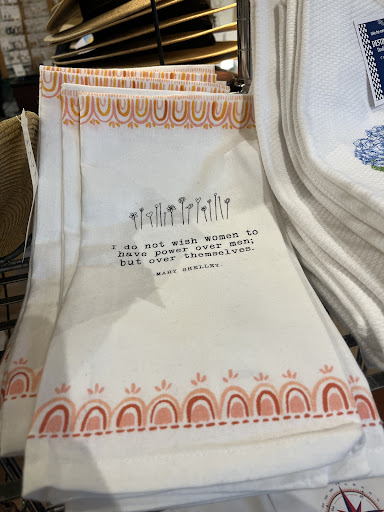 I do not wish women to
have power over men;
but over themselves.
MARY SHELLEY.